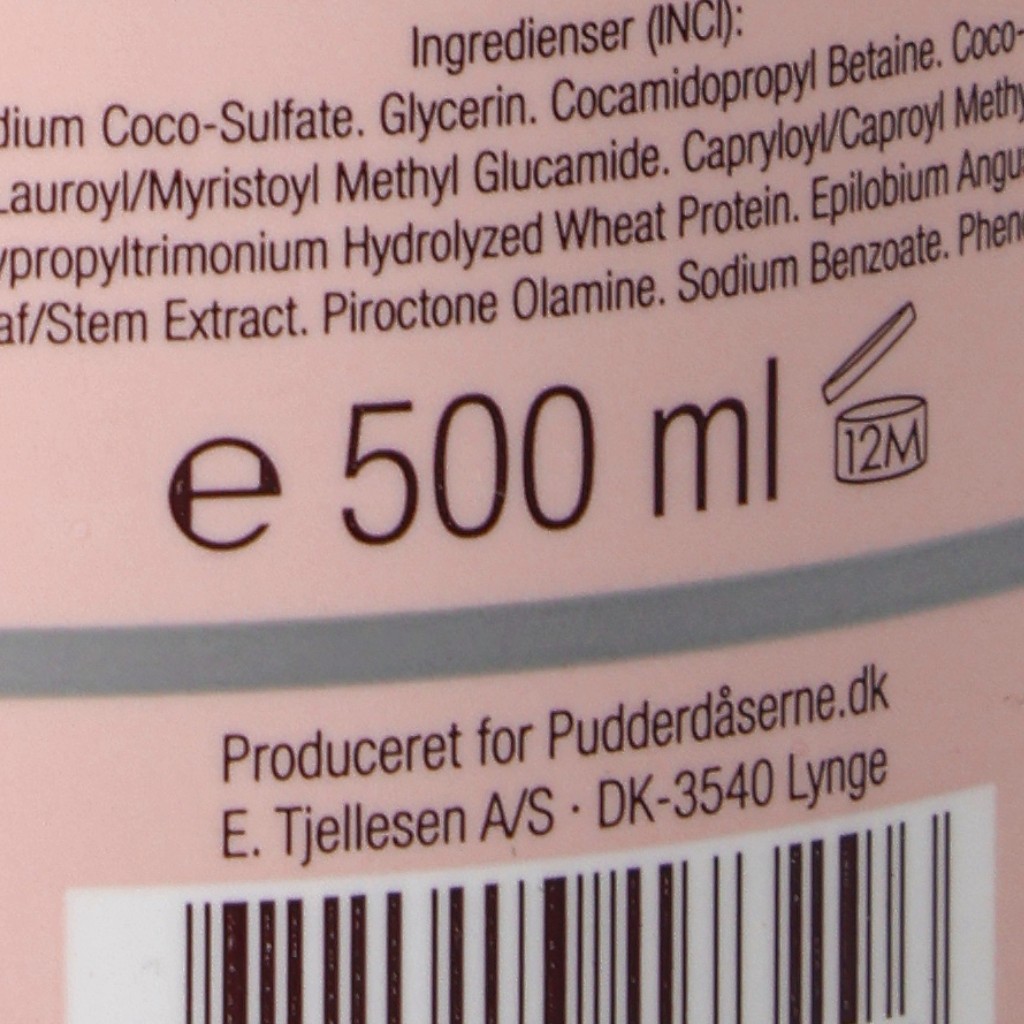 Ingredienser (INCI):
dium Coco-Sulfate. Glycerin. Cocamidopropyl Betaine. Coco-
Lauroyl/Myristoyl Methyl Glucamide. Capryloyl/Caproyl Methy
ypropyltrimonium Hydrolyzed Wheat Protein. Epilobium Angu
af/Stem Extract. Piroctone Olamine. Sodium Benzoate. Phen
e 500 ml 12M
Produceret for Pudderdåserne.dk
E. Tjellesen A/S · DK-3540 Lynge